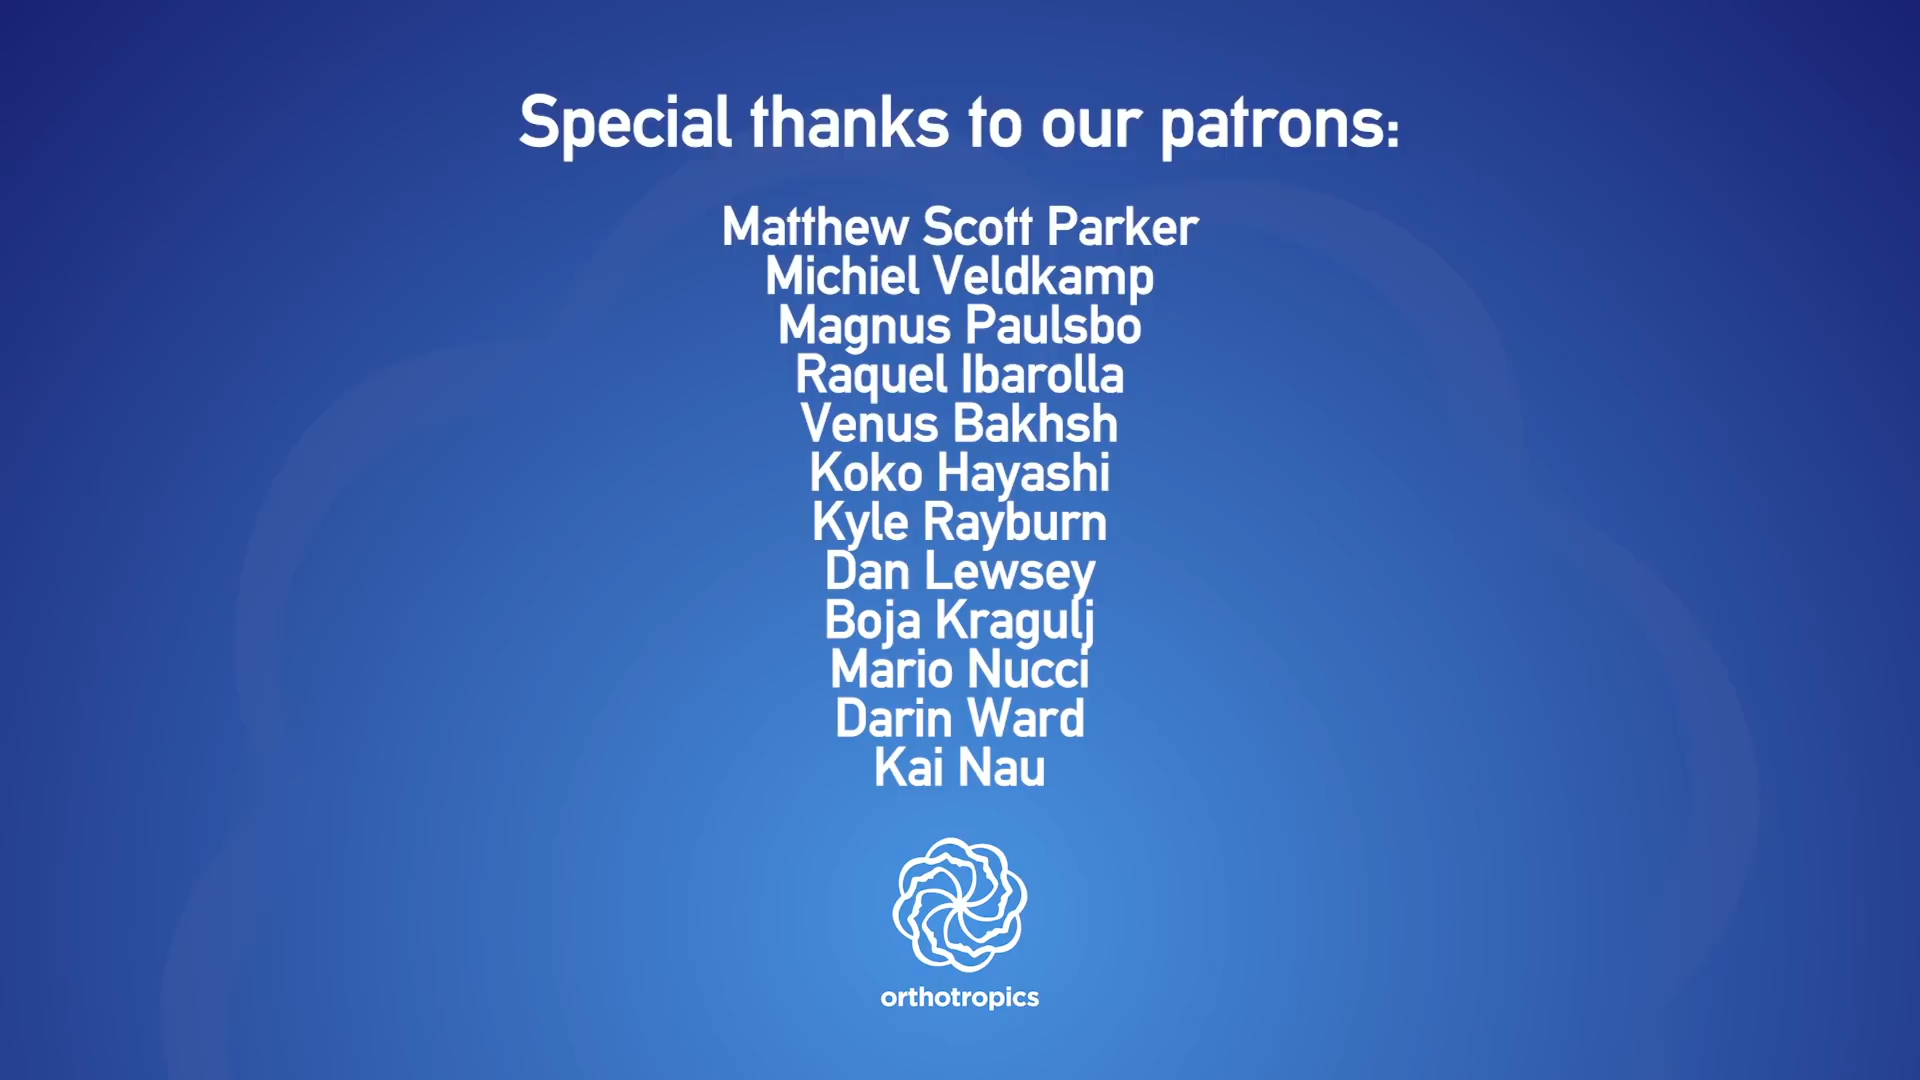 Special thanks to our patrons:
Matthew Scott Parker
Michiel Veldkamp
Magnus Paulsbo
Raquel Ibarolla
Venus Bakhsh
Koko Hayashi
Kyle Rayburn
Dan Lewsey
Boja Kragulj
Mario Nucci
Darin Ward
Kai Nau
orthotropics